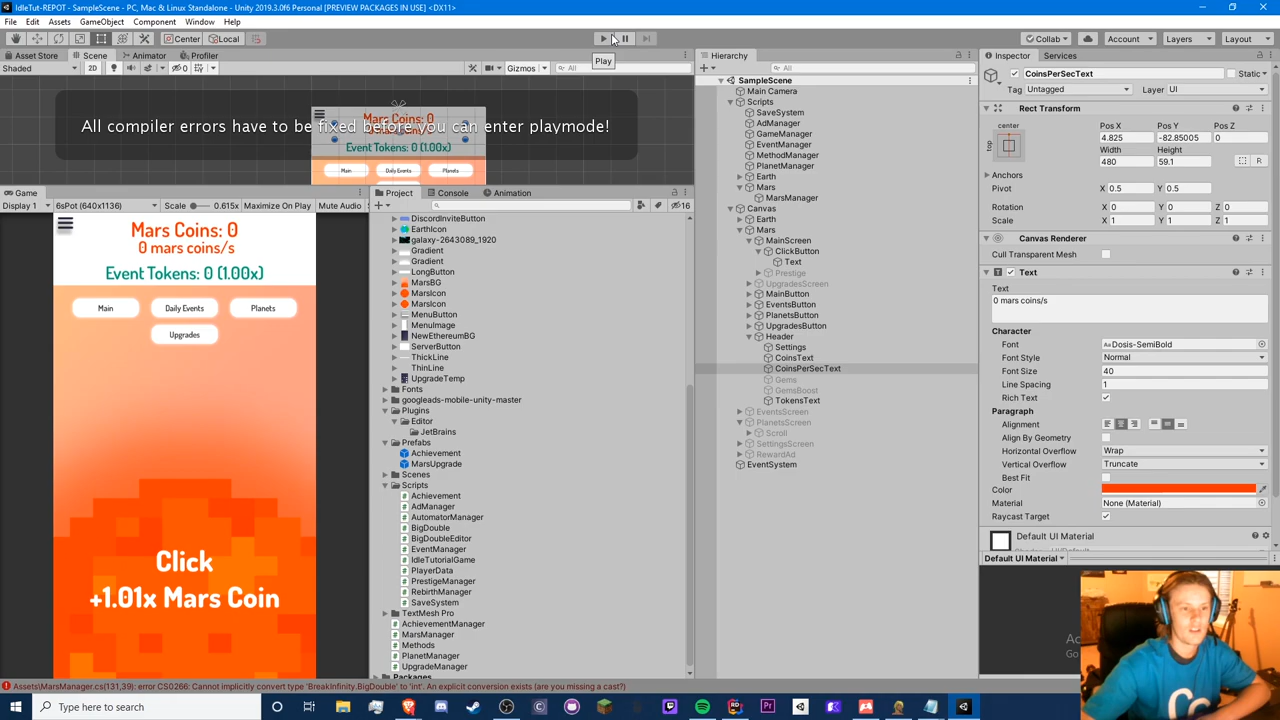 IdleTut-REPOT - SampleScene - PC, Mac & Linux Standalone - Unity 2019.3.0f6 Personal [PREVIEW PACKAGES IN USE] <DX11>
File Edit Assets GameObject Component Window Help
Center Local Collab Account Layers Layout
Asset Store Scene Animator
Shaded 2D 0 Gizmos All
Play
Mars Coins: 0
All compiler errors have to be fixed before you can enter playmode!
Event Tokens: 0 (1.00x)
Main Daily Events Planets
Game
Display 1 6sPot (640x1136) Scale 0.615x Maximize On Play Mute Audio
Mars Coins: 0
0 mars coins/s
Event Tokens: 0 (1.00x)
Main Daily Events Planets
Upgrades
Click
+1.01x Mars Coin
Project Console Animation
16
DiscordInviteButton
EarthIcon
galaxy-2643089_1920
Gradient
Gradient
LongButton
MarsBG
MarsIcon
MarsIcon
MenuButton
MenuImage
NewEthereumBG
ServerButton
ThickLine
ThinLine
UpgradeTemp
Fonts
googleads-mobile-unity-master
Plugins
Editor
JetBrains
Prefabs
Achievement
MarsUpgrade
Scenes
Scripts
Achievement
AdManager
AutomatorManager
BigDouble
BigDoubleEditor
EventManager
IdleTutorialGame
PlayerData
PrestigeManager
RebirthManager
SaveSystem
TextMesh Pro
AchievementManager
MarsManager
Methods
PlanetManager
UpgradeManager
Packages
Hierarchy
All
SampleScene
Main Camera
Scripts
SaveSystem
AdManager
GameManager
EventManager
MethodManager
PlanetManager
Earth
Mars
MarsManager
Canvas
Earth
Mars
MainScreen
ClickButton
Text
Prestige
UpgradesScreen
MainButton
EventsButton
PlanetsButton
UpgradesButton
Header
Settings
CoinsText
CoinsPerSecText
Gems
GemsBoost
TokensText
EventsScreen
PlanetsScreen
Scroll
SettingsScreen
RewardAd
EventSystem
Inspector Services
CoinsPerSecText Static
Tag Untagged Layer UI
Rect Transform
center Pos X Pos Y Pos Z
top 4.825 -82.85005 0
Width Height
480 59.1 R
Anchors
Pivot X 0.5 Y 0.5
Rotation X 0 Y 0 Z 0
Scale X 1 Y 1 Z 1
Canvas Renderer
Cull Transparent Mesh
Text
Text
0 mars coins/s
Character
Font Dosis-SemiBold
Font Style Normal
Font Size 40
Line Spacing 1
Rich Text
Paragraph
Alignment
Align By Geometry
Horizontal Overflow Wrap
Vertical Overflow Truncate
Best Fit
Color
Material None (Material)
Raycast Target
Default UI Material
Default UI Material
Go
Assets\MarsManager.cs(131,39): error CS0266: Cannot implicitly convert type 'BreakInfinity.BigDouble' to 'int'. An explicit conversion exists (are you missing a cast?)
Type here to search